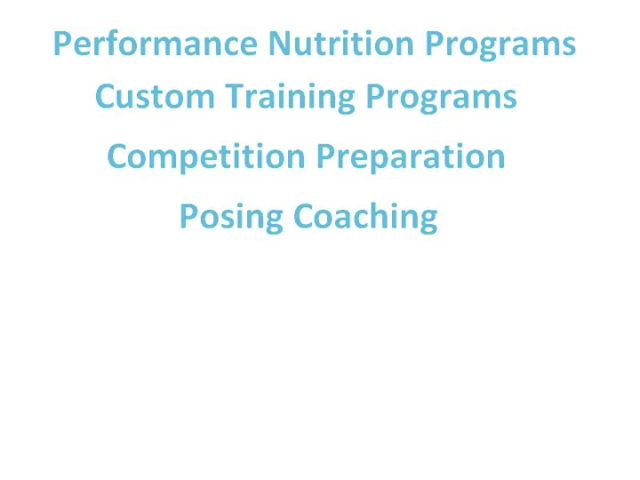 Performance Nutrition Programs
Custom Training Programs
Competition Preparation
Posing Coaching